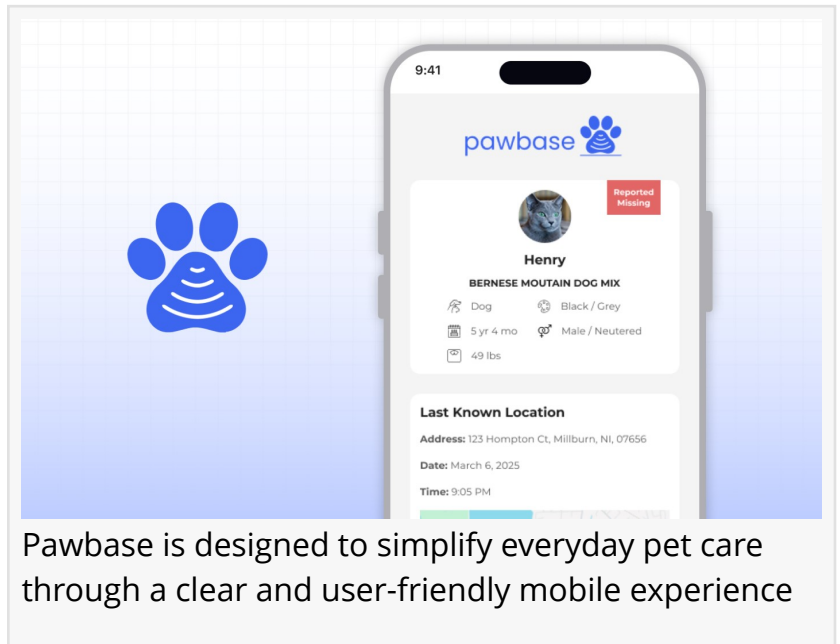 9:41
pawbase
Reported
Missing
Henry
BERNESE MOUTAIN DOG MIX
Dog
Black / Grey
5 yr 4 mo
Male / Neutered
49 lbs
Last Known Location
Address: 123 Hompton Ct, Millburn, NI, 07656
Date: March 6, 2025
Time: 9:05 PM
Pawbase is designed to simplify everyday pet care
through a clear and user-friendly mobile experience